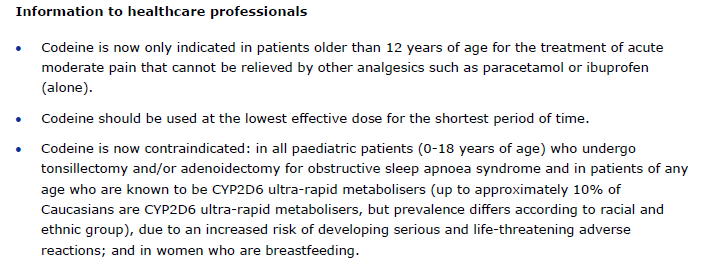 Information to healthcare professionals
• Codeine is now only indicated in patients older than 12 years of age for the treatment of acute
moderate pain that cannot be relieved by other analgesics such as paracetamol or ibuprofen
(alone).
• Codeine should be used at the lowest effective dose for the shortest period of time.
• Codeine is now contraindicated: in all paediatric patients (0-18 years of age) who undergo
tonsillectomy and/or adenoidectomy for obstructive sleep apnoea syndrome and in patients of any
age who are known to be CYP2D6 ultra-rapid metabolisers (up to approximately 10% of
Caucasians are CYP2D6 ultra-rapid metabolisers, but prevalence differs according to racial and
ethnic group), due to an increased risk of developing serious and life-threatening adverse
reactions; and in women who are breastfeeding.